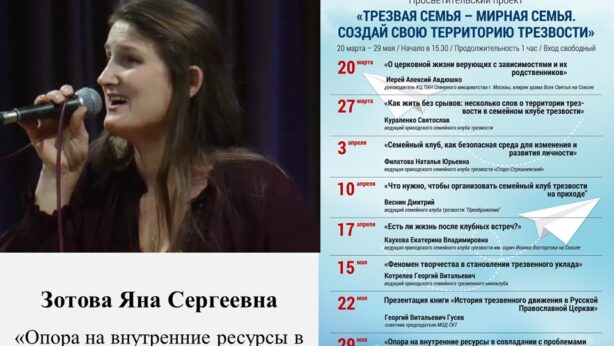 Зотова Яна Сергеевна
«Опора на внутренние ресурсы в
Просветительский проект
«ТРЕЗВАЯ СЕМЬЯ – МИРНАЯ СЕМЬЯ.
СОЗДАЙ СВОЮ ТЕРРИТОРИЮ ТРЕЗВОСТИ»
20 марта – 29 мая / Начало в 15.30 / Продолжительность 1 час / Вход свободный
20 марта
«О церковной жизни верующих с зависимостями и их
родственников»
Иерей Алексий Авдюшко
руководитель КЦ ПАН Северного викариатства г. Москвы, клирик храма Всех Святых на Соколе
27 марта
«Как жить без срывов: несколько слов о территории трез-
вости в семейном клубе трезвости»
Кураленко Святослав
ведущий приходского семейного клуба трезвости
3 апреля
«Семейный клуб, как безопасная среда для изменения и
развития личности»
Филатова Наталья Юрьевна
ведущая приходского семейного клуба трезвости «Старо-Стрешневский»
10 апреля
"Что нужно, чтобы организовать семейный клуб трезвости
на приходе"
Веснин Дмитрий
ведущий семейного клуба трезвости "Преображение"
17 апреля
«Есть ли жизнь после клубных встреч?»
Каухова Екатерина Владимировна
ведущая приходского семейного клуба трезвости им. сщмч Иоанна Восторгова на Соколе
15 мая
«Феномен творчества в становлении трезвенного уклада»
Котрелев Георгий Витальевич
ведущий приходского трезвенного киноклуба
22 мая
Презентация книги «История трезвенного движения в Русской
Православной Церкви»
Георгий Витальевич Гусев
советник председателя МОД СКТ
29 мая
«Опора на внутренние ресурсы в совладании с проблемами